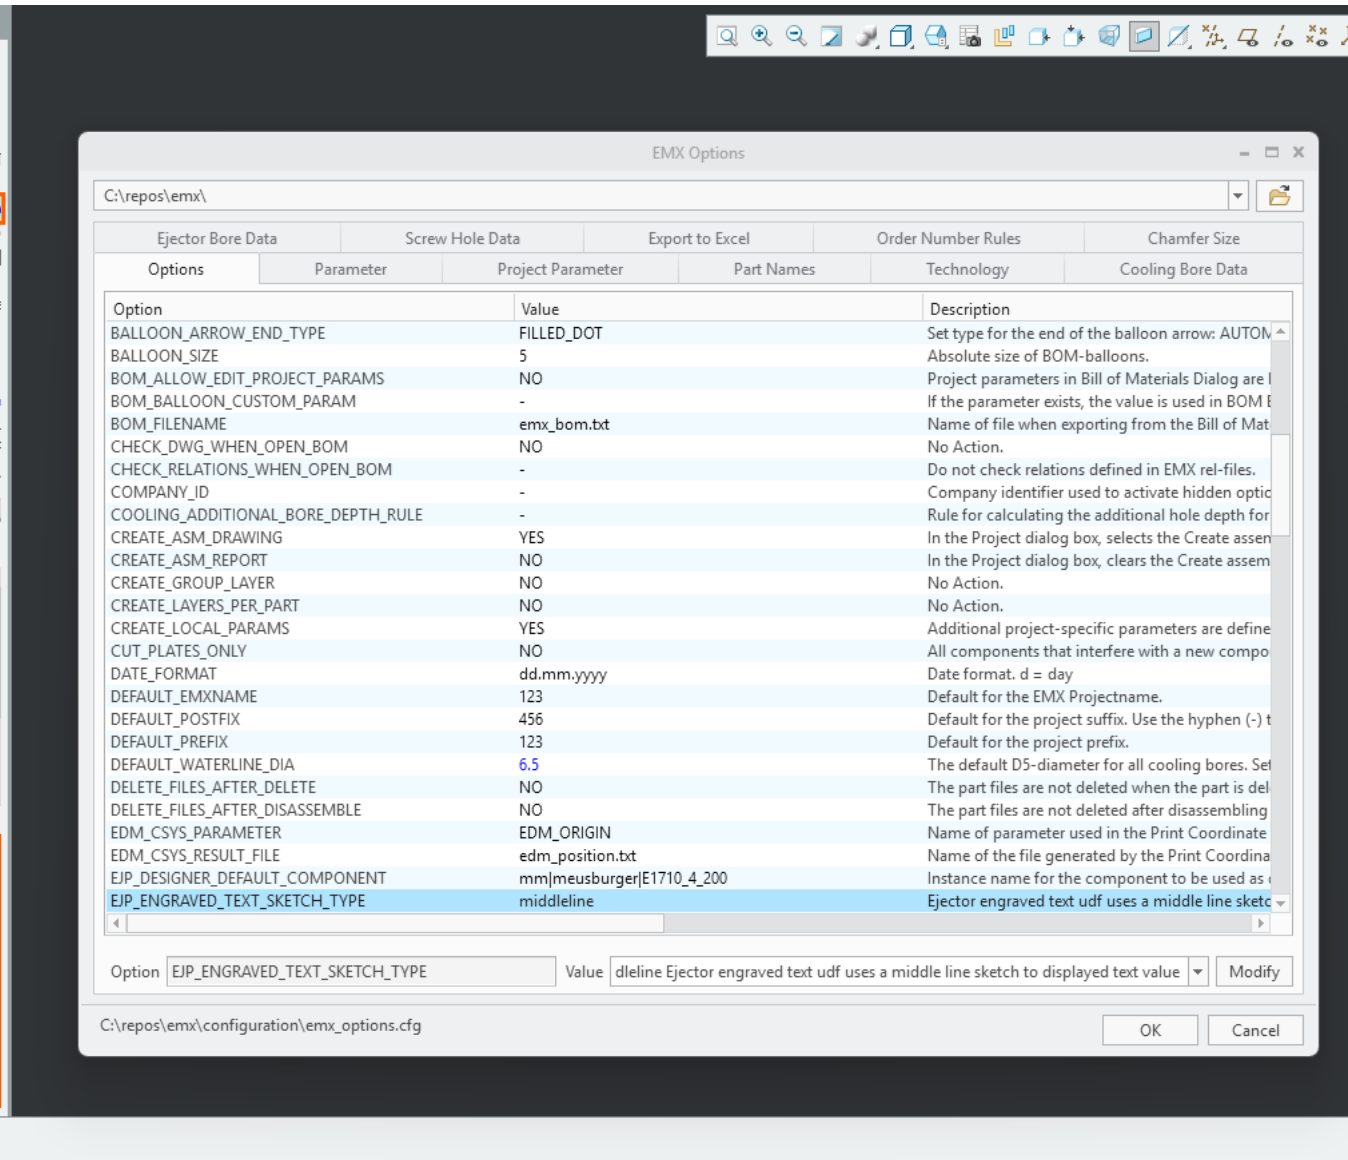 EMX Options
C:\repos\emx\
Ejector Bore Data Screw Hole Data Export to Excel Order Number Rules Chamfer Size
Options Parameter Project Parameter Part Names Technology Cooling Bore Data
Option Value Description
BALLOON_ARROW_END_TYPE FILLED_DOT Set type for the end of the balloon arrow: AUTOM
BALLOON_SIZE 5 Absolute size of BOM-balloons.
BOM_ALLOW_EDIT_PROJECT_PARAMS NO Project parameters in Bill of Materials Dialog are
BOM_BALLOON_CUSTOM_PARAM - If the parameter exists, the value is used in BOM
BOM_FILENAME emx_bom.txt Name of file when exporting from the Bill of Mat
CHECK_DWG_WHEN_OPEN_BOM NO No Action.
CHECK_RELATIONS_WHEN_OPEN_BOM - Do not check relations defined in EMX rel-files.
COMPANY_ID - Company identifier used to activate hidden optic
COOLING_ADDITIONAL_BORE_DEPTH_RULE - Rule for calculating the additional hole depth for
CREATE_ASM_DRAWING YES In the Project dialog box, selects the Create assen
CREATE_ASM_REPORT NO In the Project dialog box, clears the Create assem
CREATE_GROUP_LAYER NO No Action.
CREATE_LAYERS_PER_PART NO No Action.
CREATE_LOCAL_PARAMS YES Additional project-specific parameters are define
CUT_PLATES_ONLY NO All components that interfere with a new compo
DATE_FORMAT dd.mm.yyyy Date format. d = day
DEFAULT_EMXNAME 123 Default for the EMX Projectname.
DEFAULT_POSTFIX 456 Default for the project suffix. Use the hyphen (-) t
DEFAULT_PREFIX 123 Default for the project prefix.
DEFAULT_WATERLINE_DIA 6.5 The default D5-diameter for all cooling bores. Set
DELETE_FILES_AFTER_DELETE NO The part files are not deleted when the part is del
DELETE_FILES_AFTER_DISASSEMBLE NO The part files are not deleted after disassembling
EDM_CSYS_PARAMETER EDM_ORIGIN Name of parameter used in the Print Coordinate
EDM_CSYS_RESULT_FILE edm_position.txt Name of the file generated by the Print Coordina
EJP_DESIGNER_DEFAULT_COMPONENT mm|meusburger|E1710_4_200 Instance name for the component to be used as
EJP_ENGRAVED_TEXT_SKETCH_TYPE middleline Ejector engraved text udf uses a middle line sketc
Option EJP_ENGRAVED_TEXT_SKETCH_TYPE Value dleline Ejector engraved text udf uses a middle line sketch to displayed text value Modify
C:\repos\emx\configuration\emx_options.cfg OK Cancel